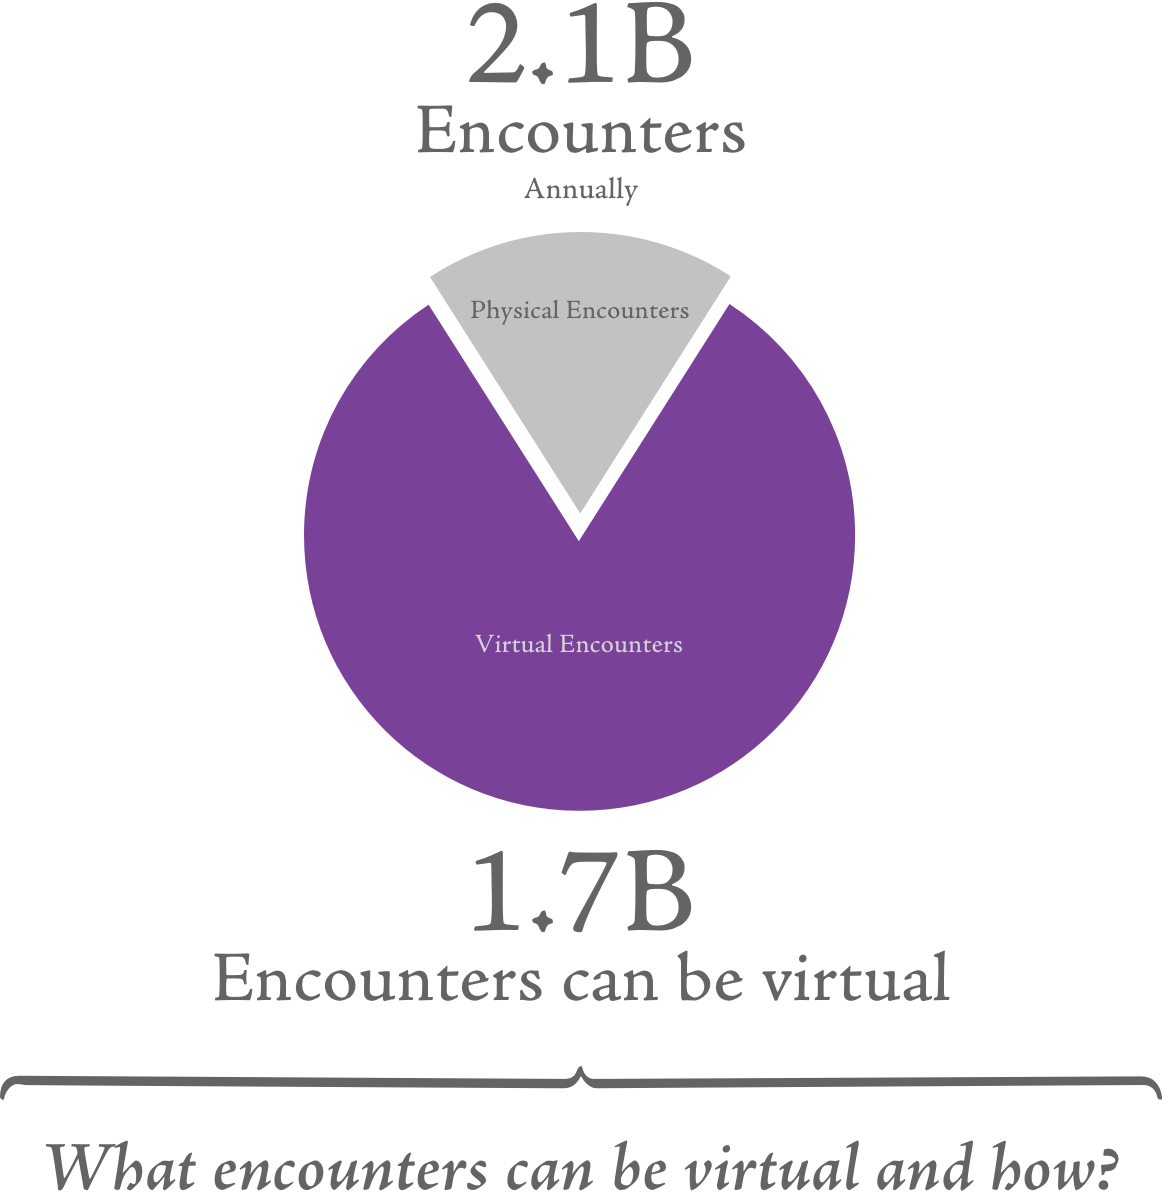 2.1B
Encounters
Annually
Physical Encounters
Virtual Encounters
1.7B
Encounters can be virtual
What encounters can be virtual and how?